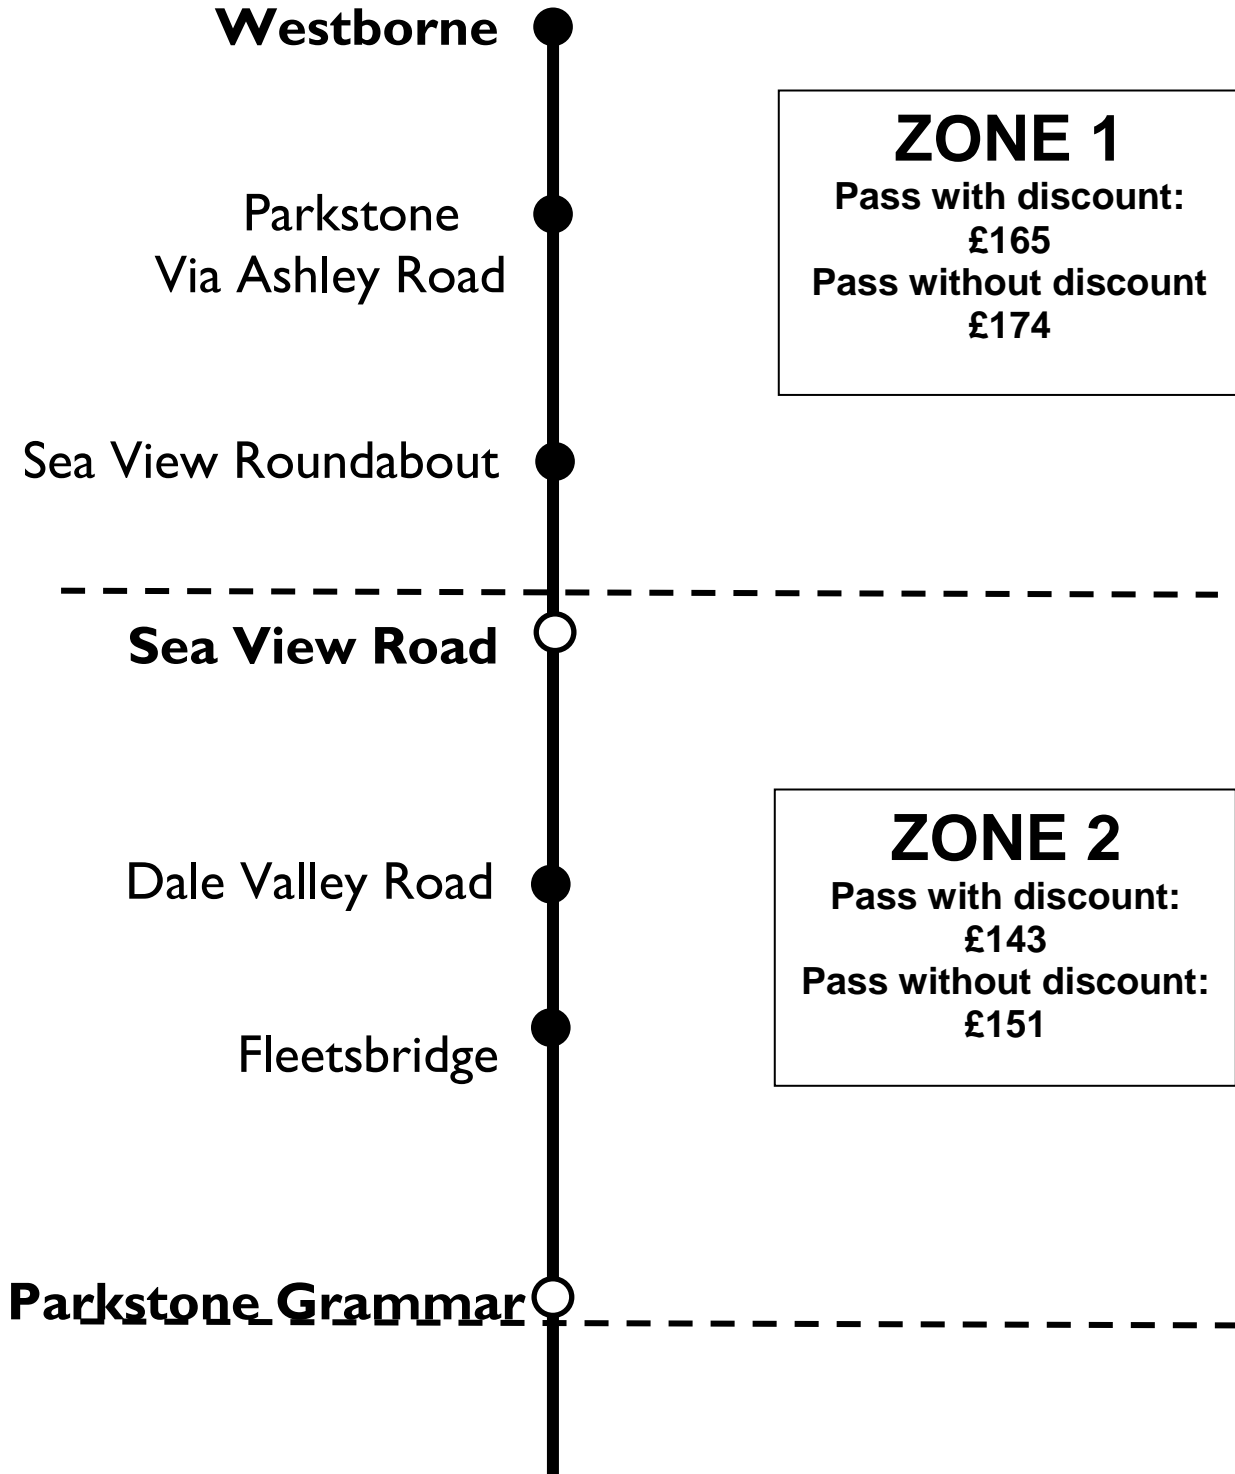 Westborne
ZONE 1
Pass with discount:
£165
Pass without discount
£174
Parkstone
Via Ashley Road
Sea View Roundabout
Sea View Road
ZONE 2
Pass with discount:
£143
Pass without discount:
£151
Dale Valley Road
Fleetsbridge
Parkstone Grammar